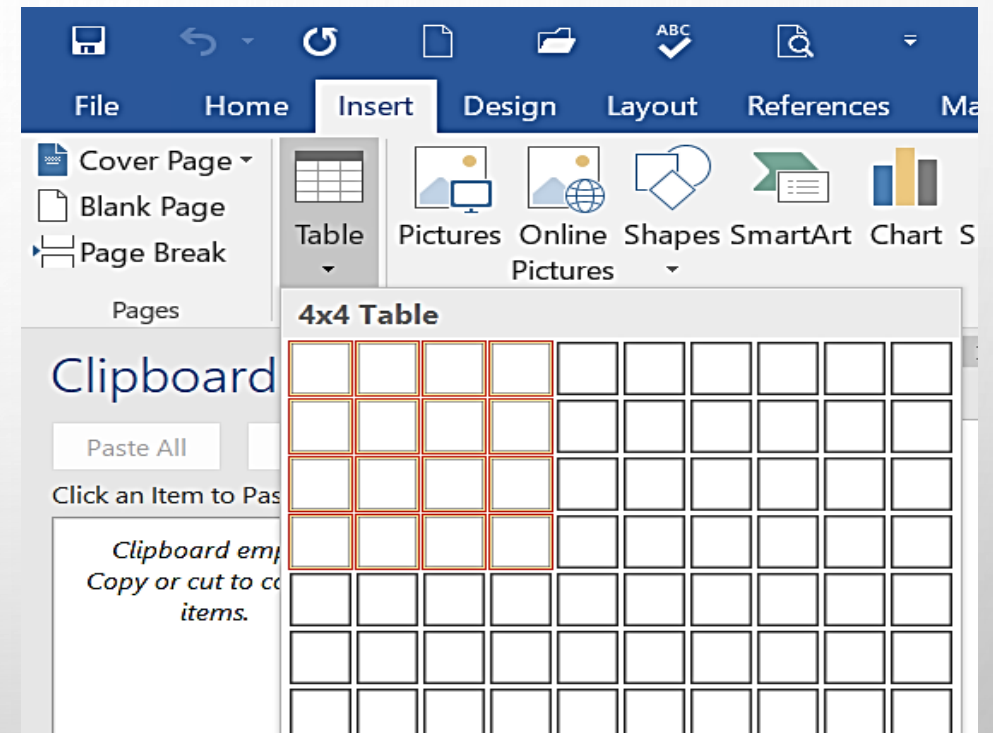 ABC
File Home Insert Design Layout References Ma
Cover Page
Blank Page
Page Break
Table
Pictures
Online
Pictures
Shapes
SmartArt
Chart
S
Pages
4x4 Table
Clipboard
Paste All
Click an Item to Pas
Clipboard emp
Copy or cut to co
items.